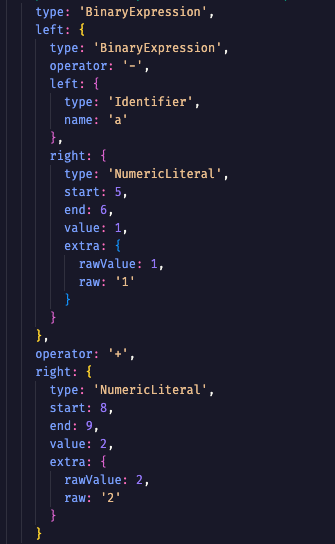 type: 'BinaryExpression',
left: {
type: 'BinaryExpression',
operator: '-',
left: {
type: 'Identifier',
name: 'a'
},
right: {
type: 'NumericLiteral',
start: 5,
end: 6,
value: 1,
extra: {
rawValue: 1,
raw: '1'
}
}
},
operator: '+',
right: {
type: 'NumericLiteral',
start: 8,
end: 9,
value: 2,
extra: {
rawValue: 2,
raw: '2'
}
}